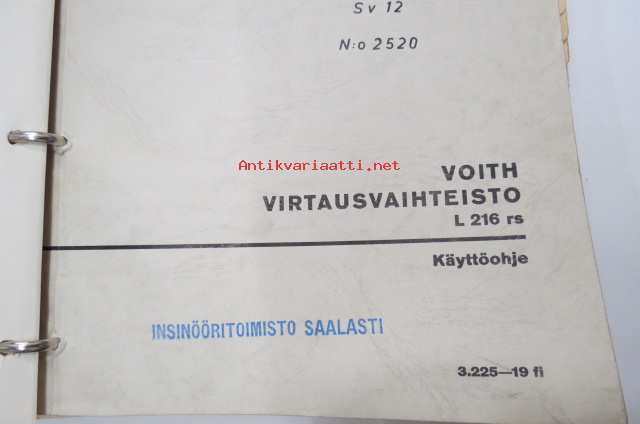 Sv 12
N:o 2520
Antikvariaatti.net
VOITH
VIRTAUSVAIHTEISTO
L 216 rs
Käyttöohje
INSINÖÖRITOIMISTO SAALASTI
3.225—19 fi